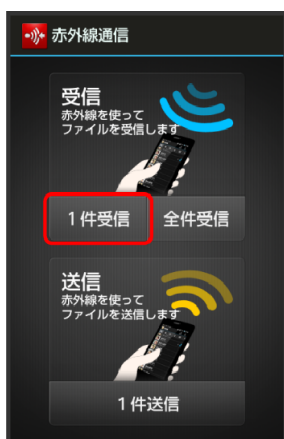 赤外線通信
受信
赤外線を使って
ファイルを受信します
1件受信
全件受信
送信
赤外線を使って
ファイルを送信します
1件送信